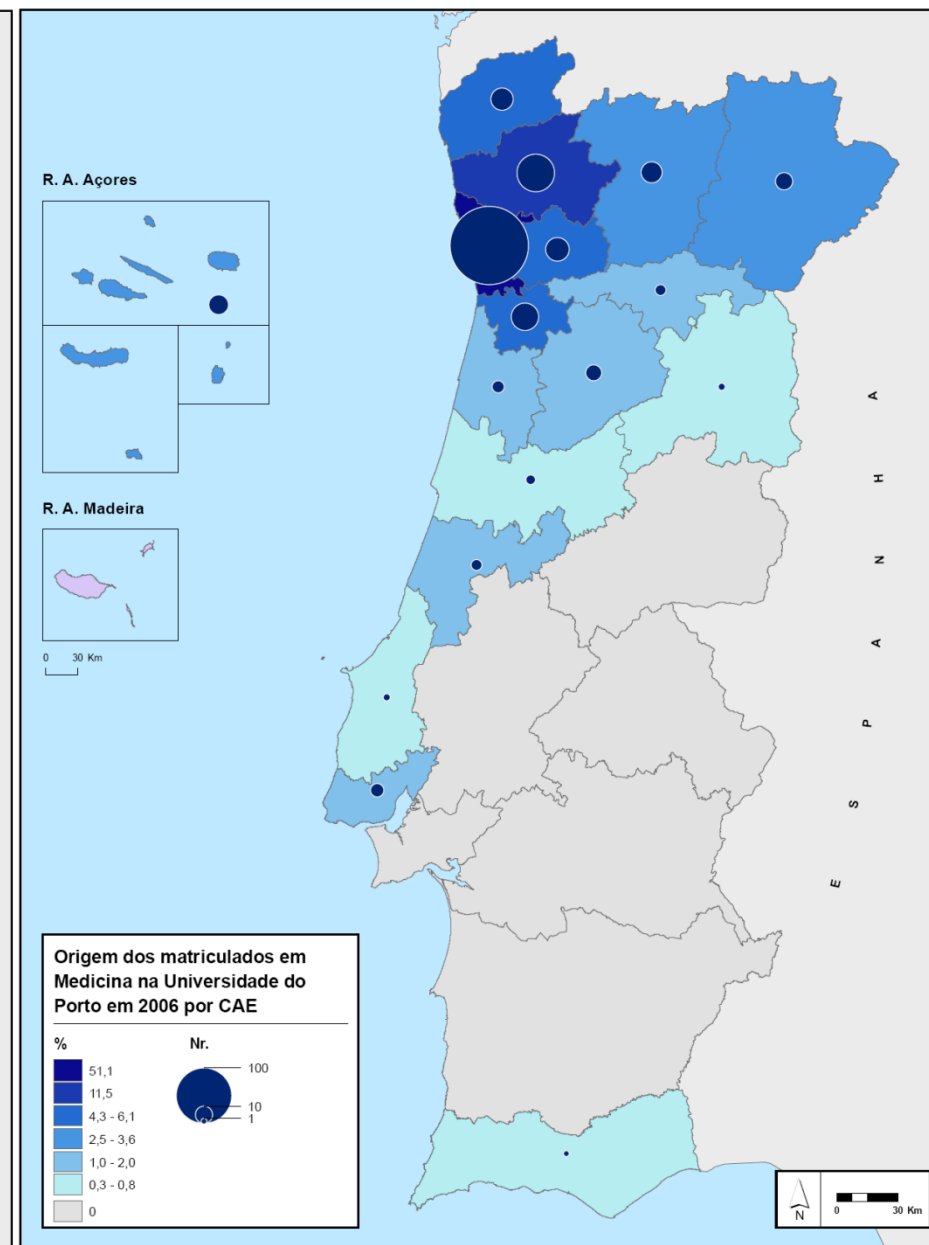 R. A. Açores
R. A. Madeira
0 30 Km
E S P A N H A
Origem dos matriculados em
Medicina na Universidade do
Porto em 2006 por CAE
%
51,1
11,5
4,3 - 6,1
2,5 - 3,6
1,0 - 2,0
0,3 - 0,8
0
Nr.
100
10
1
N
0 30 Km